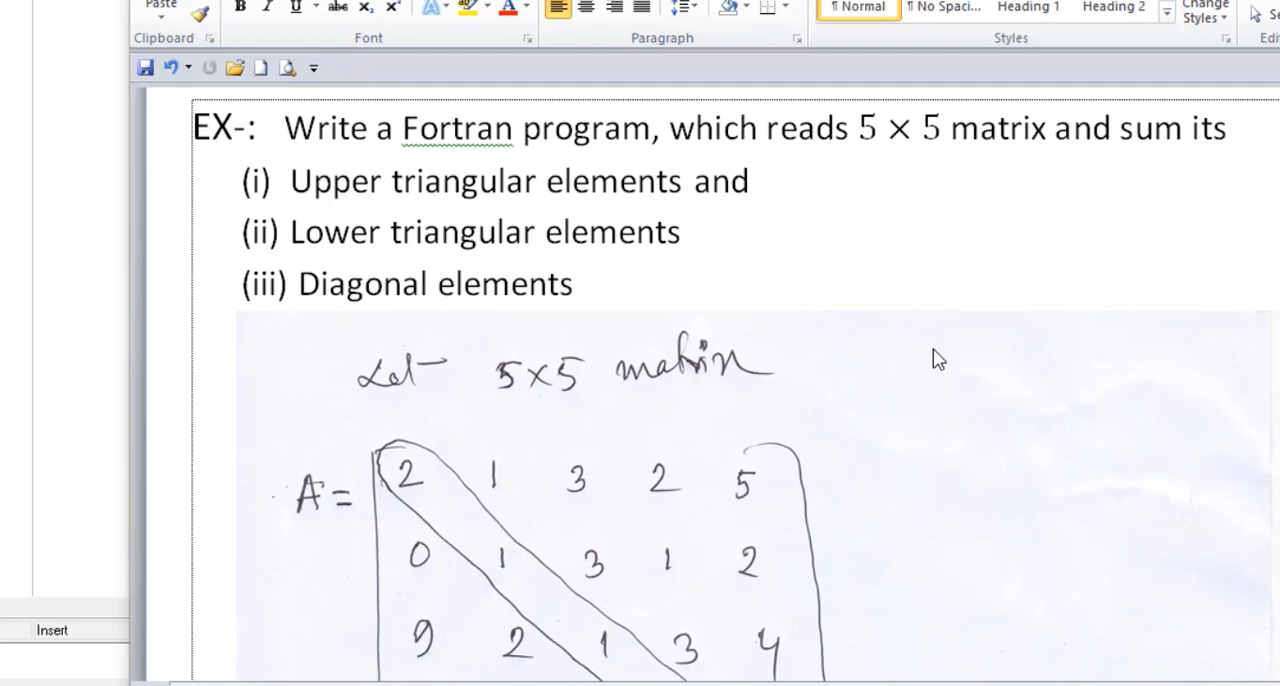 Paste
B I U abc x₂ x² A ab A
¶ Normal ¶ No Spaci... Heading 1 Heading 2 Change Styles
Clipboard Font Paragraph Styles
EX-: Write a Fortran program, which reads 5 × 5 matrix and sum its
(i) Upper triangular elements and
(ii) Lower triangular elements
(iii) Diagonal elements
Let 5×5 matrix
A = 2 1 3 2 5
0 1 3 1 2
9 2 1 3 4
Insert